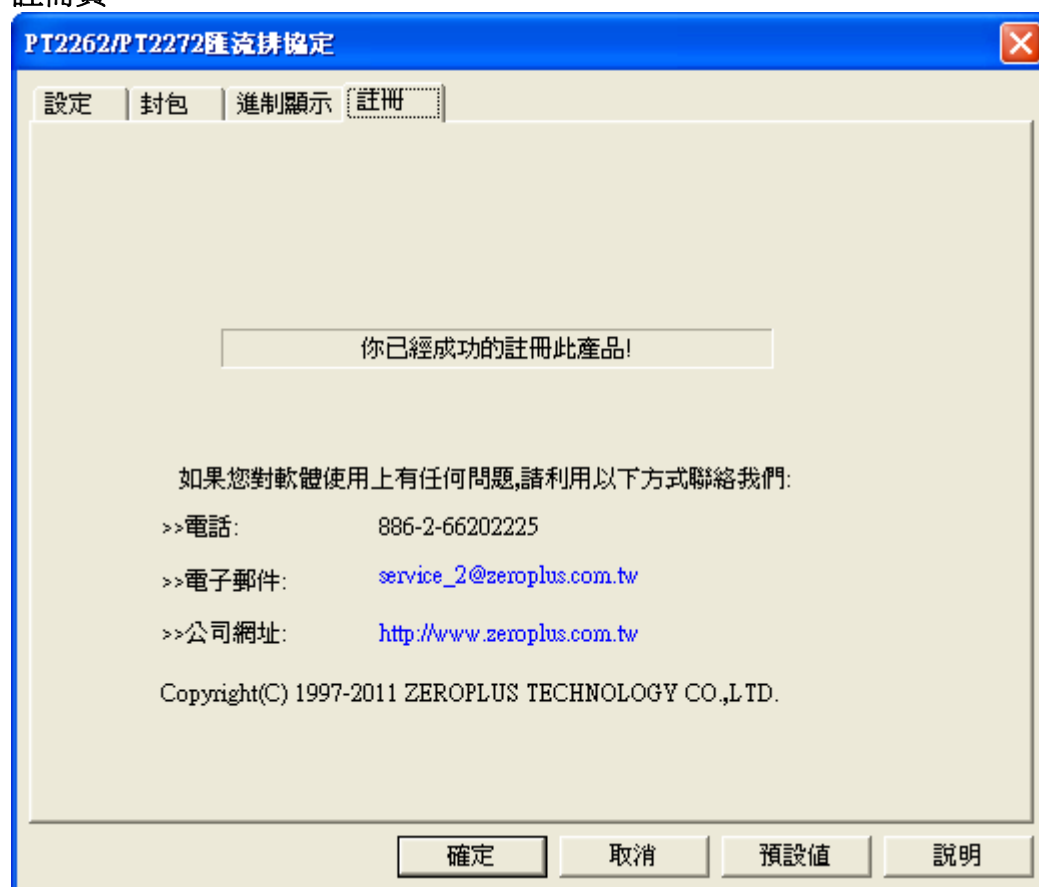 註冊頁
PT2262/PT2272匯流排協定
設定 封包 進制顯示 註冊
你已經成功的註冊此產品!
如果您對軟體使用上有任何問題,請利用以下方式聯絡我們:
>>電話: 886-2-66202225
>>電子郵件: service_2@zeroplus.com.tw
>>公司網址: http://www.zeroplus.com.tw
Copyright(C) 1997-2011 ZEROPLUS TECHNOLOGY CO.,LTD.
確定 取消 預設值 說明